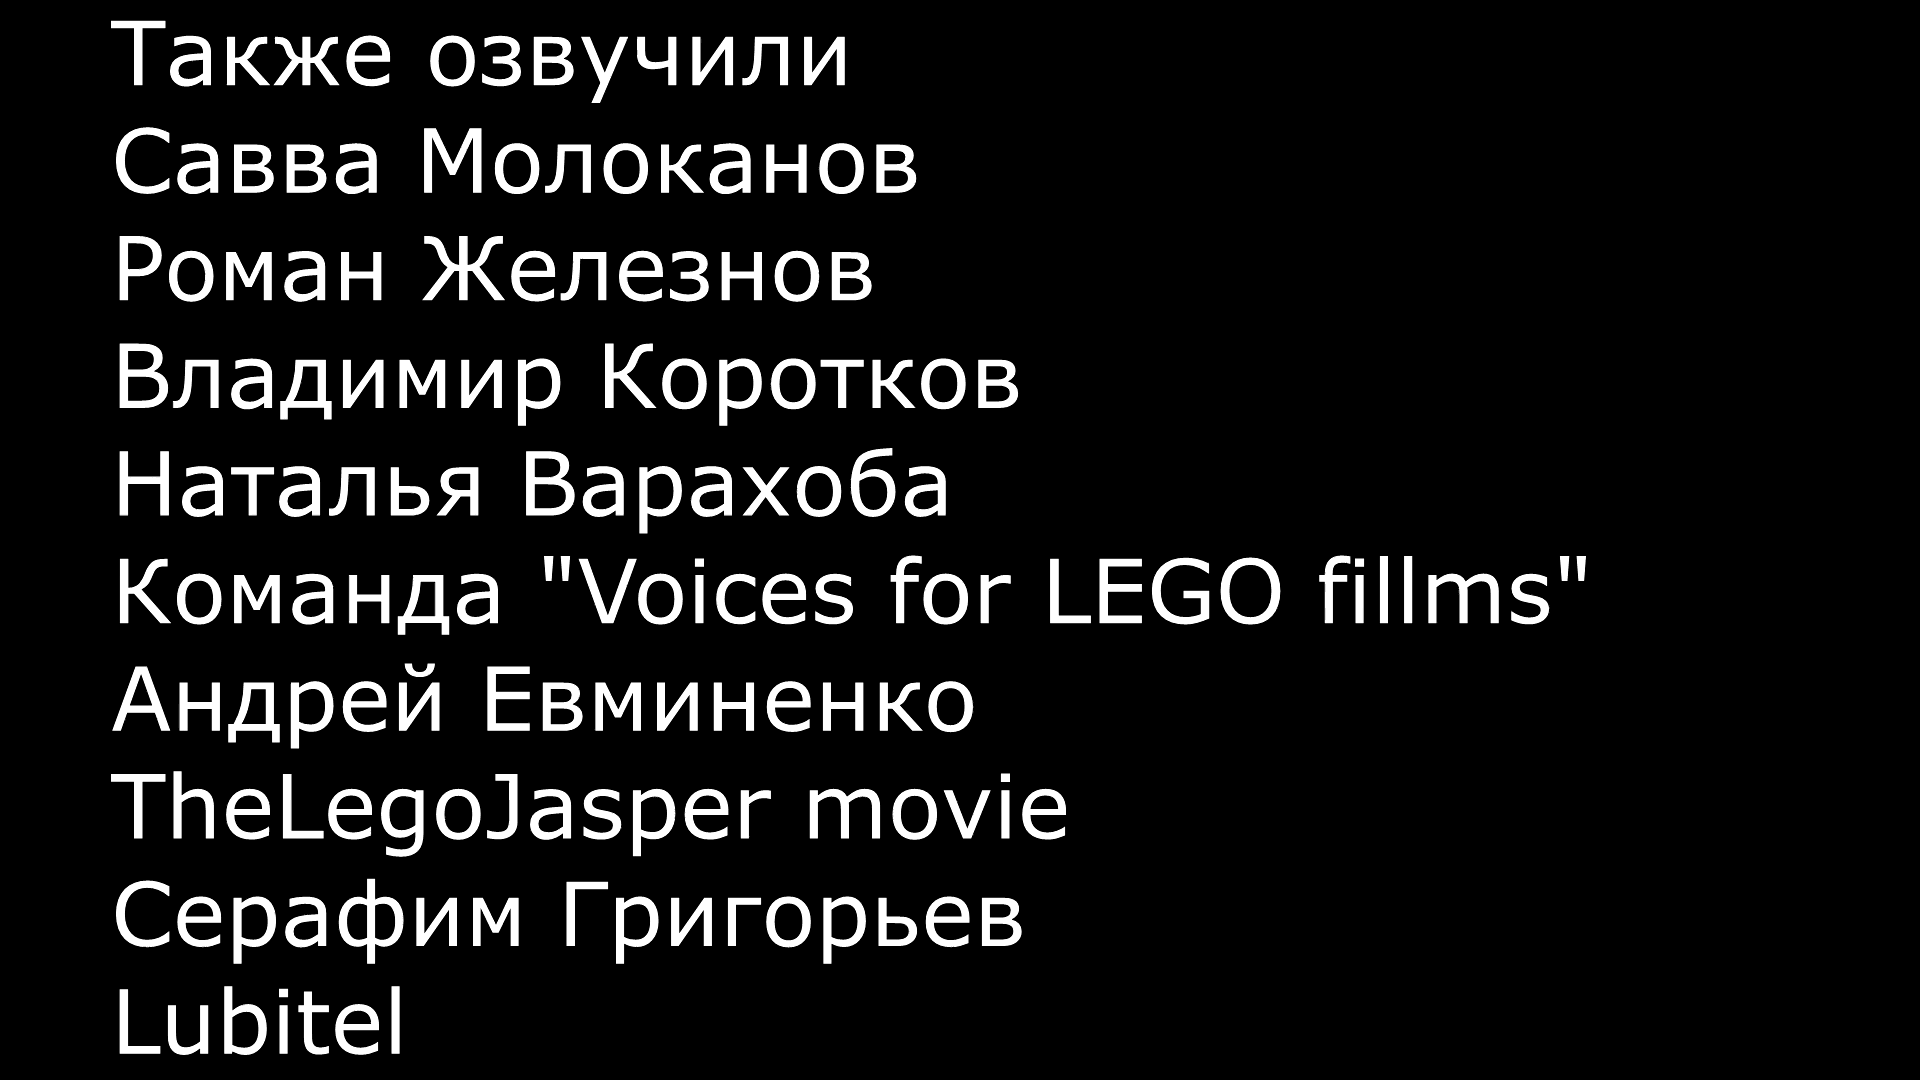 Также озвучили
Савва Молоканов
Роман Железнов
Владимир Коротков
Наталья Варахоба
Команда "Voices for LEGO fillms"
Андрей Евминенко
TheLegoJasper movie
Серафим Григорьев
Lubitel